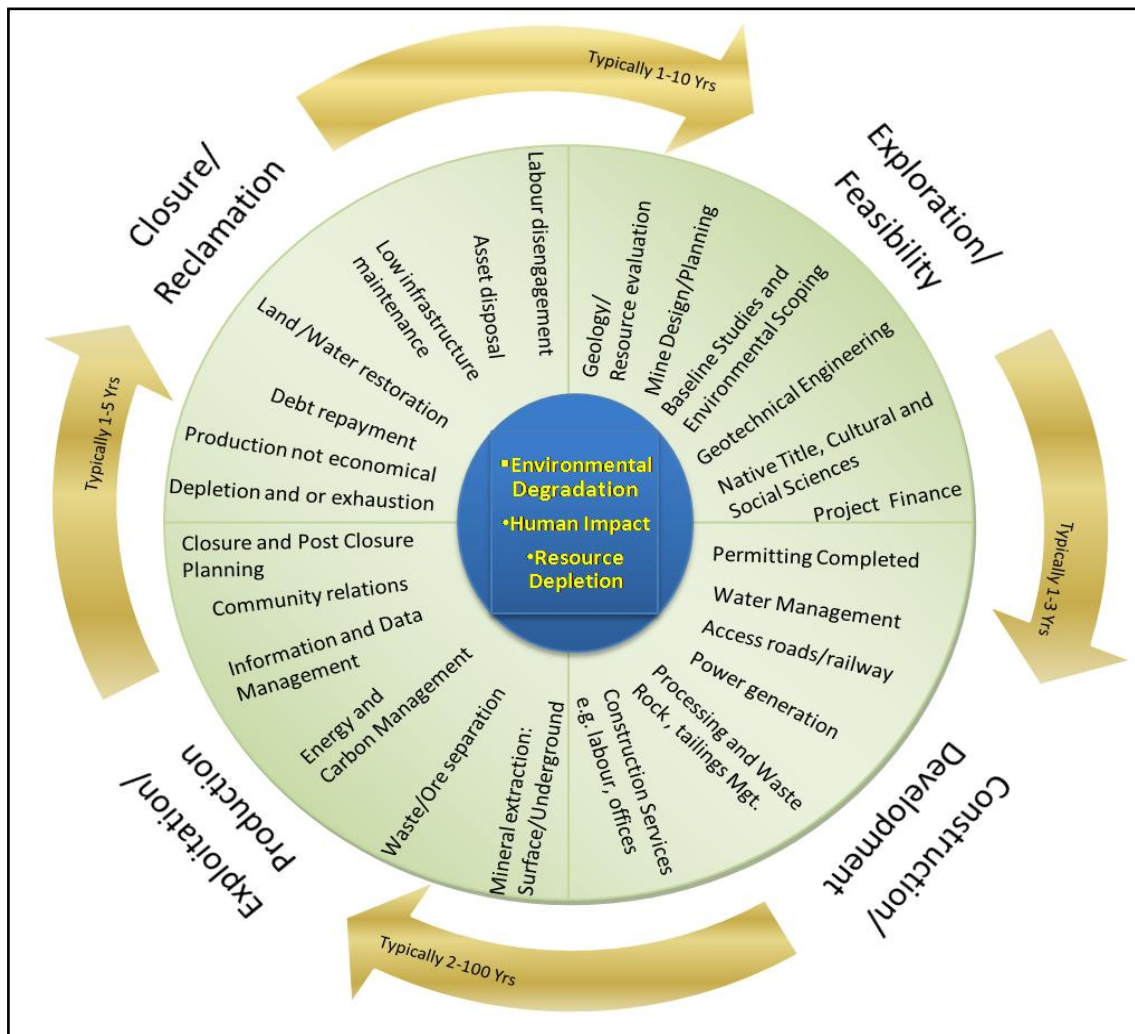 Typically 1-10 Yrs
Exploration/
Feasibility
Geology/
Resource evaluation
Mine Design/Planning
Baseline Studies and
Environmental Scoping
Geotechnical Engineering
Native Title, Cultural and
Social Sciences
Project Finance
Typically 1-3 Yrs
Construction/
Development
Permitting Completed
Water Management
Access roads/railway
Power generation
Processing and Waste
Rock , tailings Mgt.
Construction Services
e.g. labour, offices
Typically 2-100 Yrs
Exploitation/
Production
Mineral extraction:
Surface/Underground
Waste/Ore separation
Energy and
Carbon Management
Information and Data
Management
Community relations
Closure and Post Closure
Planning
Typically 1-5 Yrs
Closure/
Reclamation
Depletion and or exhaustion
Production not economical
Debt repayment
Land /Water restoration
Low infrastructure
maintenance
Asset disposal
Labour disengagement
▪Environmental
Degradation
•Human Impact
•Resource
Depletion